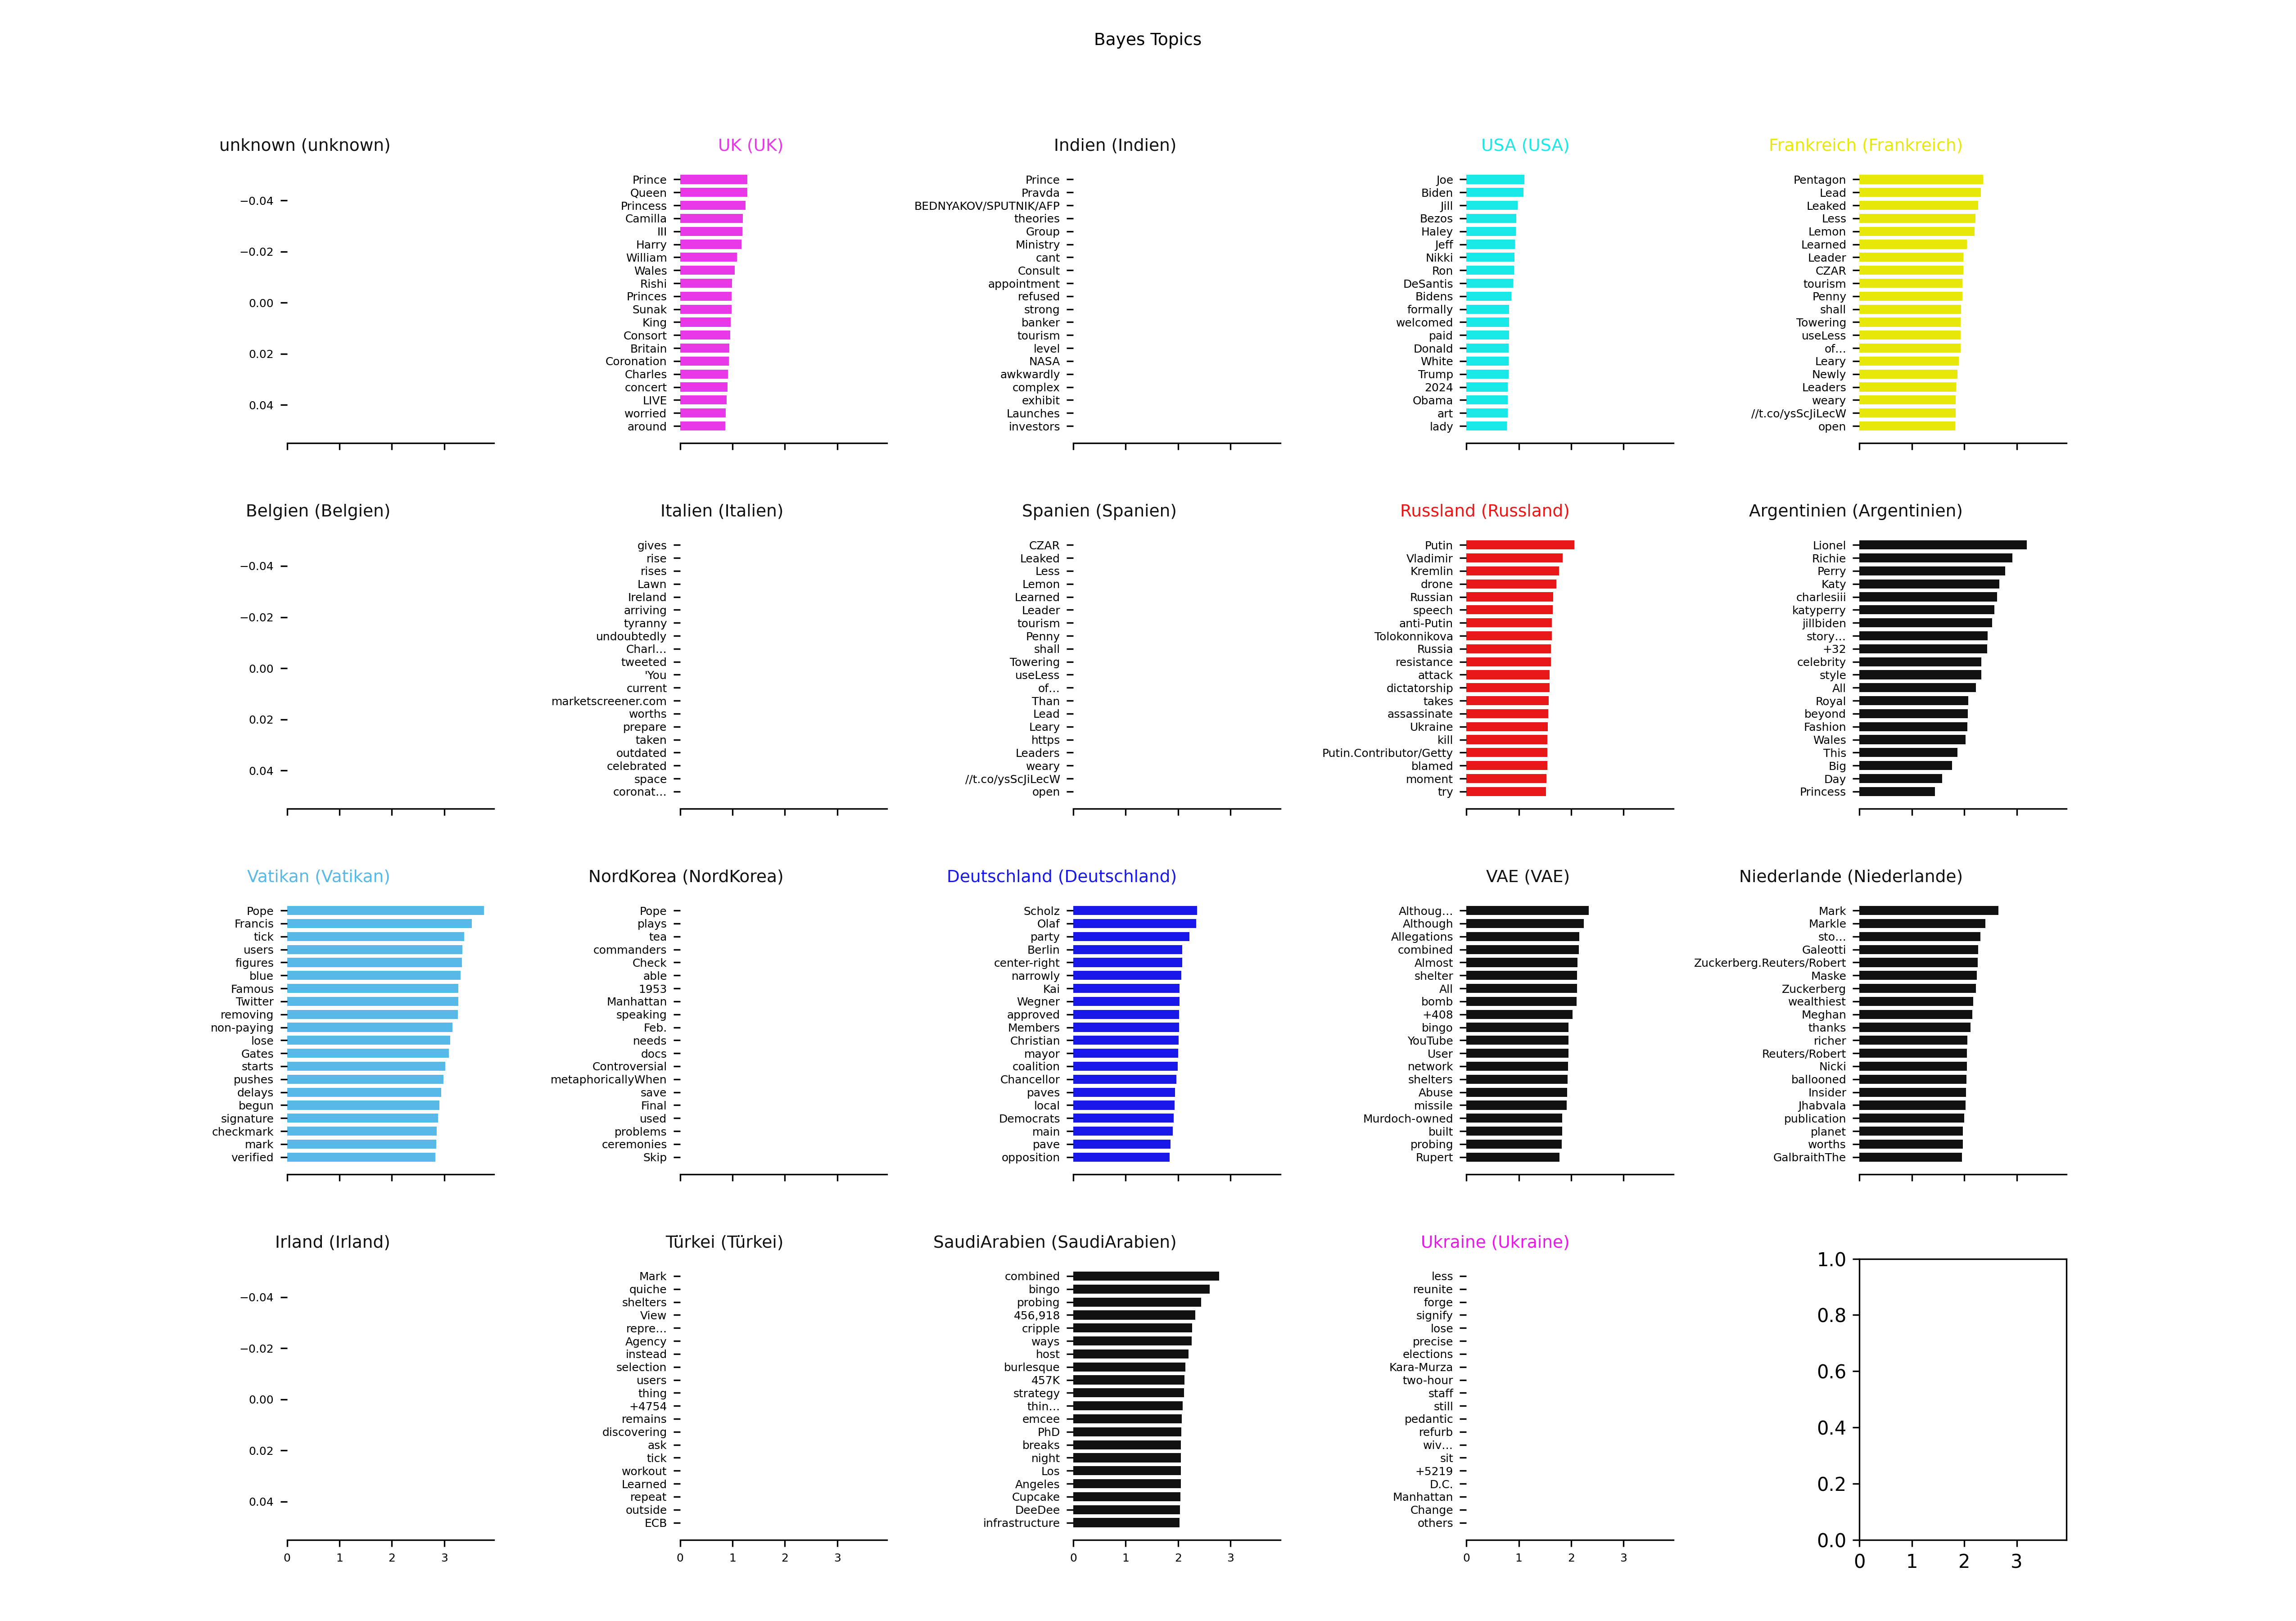 Bayes Topics
unknown (unknown)
−0.04
−0.02
0.00
0.02
0.04
UK (UK)
Prince
Queen
Princess
Camilla
III
Harry
William
Wales
Rishi
Princes
Sunak
King
Consort
Britain
Coronation
Charles
concert
LIVE
worried
around
Indien (Indien)
Prince
Pravda
BEDNYAKOV/SPUTNIK/AFP
theories
Group
Ministry
cant
Consult
appointment
refused
strong
banker
tourism
level
NASA
awkwardly
complex
exhibit
Launches
investors
USA (USA)
Joe
Biden
Jill
Bezos
Haley
Jeff
Nikki
Ron
DeSantis
Bidens
formally
welcomed
paid
Donald
White
Trump
2024
Obama
art
lady
Frankreich (Frankreich)
Pentagon
Lead
Leaked
Less
Lemon
Learned
Leader
CZAR
tourism
Penny
shall
Towering
useLess
of…
Leary
Newly
Leaders
weary
//t.co/ysScJiLecW
open
Belgien (Belgien)
−0.04
−0.02
0.00
0.02
0.04
Italien (Italien)
gives
rise
rises
Lawn
Ireland
arriving
tyranny
undoubtedly
Charl…
tweeted
'You
current
marketscreener.com
worths
prepare
taken
outdated
celebrated
space
coronat…
Spanien (Spanien)
CZAR
Leaked
Less
Lemon
Learned
Leader
tourism
Penny
shall
Towering
useLess
of…
Than
Lead
Leary
https
Leaders
weary
//t.co/ysScJiLecW
open
Russland (Russland)
Putin
Vladimir
Kremlin
drone
Russian
speech
anti-Putin
Tolokonnikova
Russia
resistance
attack
dictatorship
takes
assassinate
Ukraine
kill
Putin.Contributor/Getty
blamed
moment
try
Argentinien (Argentinien)
Lionel
Richie
Perry
Katy
charlesiii
katyperry
jillbiden
story…
+32
celebrity
style
All
Royal
beyond
Fashion
Wales
This
Big
Day
Princess
Vatikan (Vatikan)
Pope
Francis
tick
users
figures
blue
Famous
Twitter
removing
non-paying
lose
Gates
starts
pushes
delays
begun
signature
checkmark
mark
verified
NordKorea (NordKorea)
Pope
plays
tea
commanders
Check
able
1953
Manhattan
speaking
Feb.
needs
docs
Controversial
metaphoricallyWhen
save
Final
used
problems
ceremonies
Skip
Deutschland (Deutschland)
Scholz
Olaf
party
Berlin
center-right
narrowly
Kai
Wegner
approved
Members
Christian
mayor
coalition
Chancellor
paves
local
Democrats
main
pave
opposition
VAE (VAE)
Althoug…
Although
Allegations
combined
Almost
shelter
All
bomb
+408
bingo
YouTube
User
network
shelters
Abuse
missile
Murdoch-owned
built
probing
Rupert
Niederlande (Niederlande)
Mark
Markle
sto…
Galeotti
Zuckerberg.Reuters/Robert
Maske
Zuckerberg
wealthiest
Meghan
thanks
richer
Reuters/Robert
Nicki
ballooned
Insider
Jhabvala
publication
planet
worths
GalbraithThe
Irland (Irland)
−0.04
−0.02
0.00
0.02
0.04
0 1 2 3
Türkei (Türkei)
Mark
quiche
shelters
View
repre…
Agency
instead
selection
users
thing
+4754
remains
discovering
ask
tick
workout
Learned
repeat
outside
ECB
0 1 2 3
SaudiArabien (SaudiArabien)
combined
bingo
probing
456,918
cripple
ways
host
burlesque
457K
strategy
thin…
emcee
PhD
breaks
night
Los
Angeles
Cupcake
DeeDee
infrastructure
0 1 2 3
Ukraine (Ukraine)
less
reunite
forge
signify
lose
precise
elections
Kara-Murza
two-hour
staff
still
pedantic
refurb
wiv…
sit
+5219
D.C.
Manhattan
Change
others
0 1 2 3
1.0
0.8
0.6
0.4
0.2
0.0
0 1 2 3